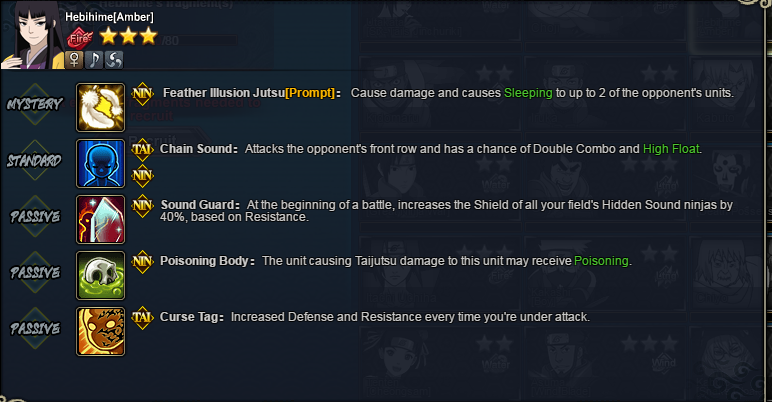 Hebihime[Amber]
Fire
MYSTERY NIN Feather Illusion Jutsu[Prompt]: Cause damage and causes Sleeping to up to 2 of the opponent's units.
STANDARD TAI NIN Chain Sound: Attacks the opponent's front row and has a chance of Double Combo and High Float.
PASSIVE NIN Sound Guard: At the beginning of a battle, increases the Shield of all your field's Hidden Sound ninjas by
40%, based on Resistance.
PASSIVE NIN Poisoning Body: The unit causing Taijutsu damage to this unit may receive Poisoning.
PASSIVE TAI Curse Tag: Increased Defense and Resistance every time you're under attack.